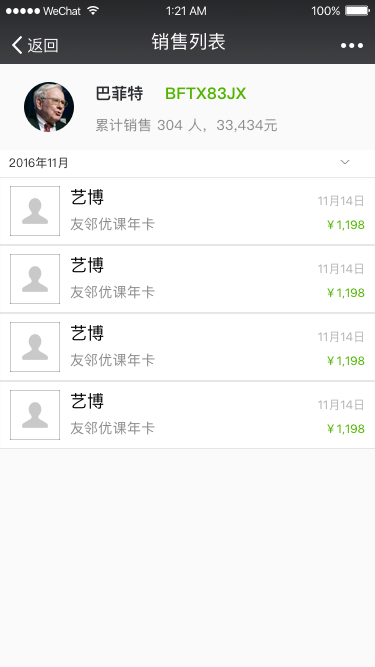 WeChat 1:21 AM 100%
返回 销售列表
巴菲特 BFTX83JX
累计销售 304 人，33,434元
2016年11月
艺博 11月14日
友邻优课年卡 ￥1,198
艺博 11月14日
友邻优课年卡 ￥1,198
艺博 11月14日
友邻优课年卡 ￥1,198
艺博 11月14日
友邻优课年卡 ￥1,198